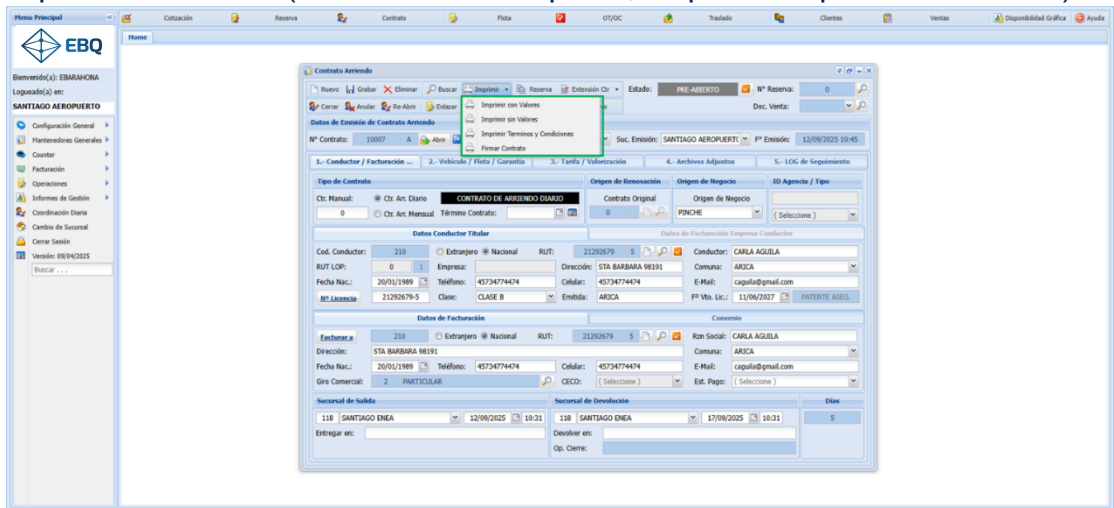 Menu Principal
Cotización Reserva Contrato Flota OT/OC Traslado Clientes Ventas Disponibilidad Gráfica Ayuda
Home
EBQ
Bienvenido(a): EBARAHONA
Logueado(a) en:
SANTIAGO AEROPUERTO
Configuración General
Mantenedores Generales
Counter
Facturación
Operaciones
Informes de Gestión
Coordinación Diaria
Cambio de Sucursal
Cerrar Sesión
Versión: 09/04/2025
Buscar . . .
Contrato Arriendo
Nuevo Grabar Eliminar Buscar Imprimir Reserva Extensión Ctr Estado: PRE-ABIERTO Nº Reserva: 0
Cerrar Anular Re-Abrir Enlazar Doc. Venta:
Imprimir con Valores
Imprimir sin Valores
Imprimir Terminos y Condiciones
Firmar Contrato
Datos de Emisión de Contrato Arriendo
Nº Contrato: 10007 A Abrir Suc. Emisión: SANTIAGO AEROPUERTO Fº Emisión: 12/09/2025 10:45
1.- Conductor / Facturación ... 2.- Vehículo / Flota / Garantía 3.- Tarifa / Valorización 4.- Archivos Adjuntos 5.- LOG de Seguimiento
Tipo de Contrato Origen de Renovación Origen de Negocio ID Agencia / Tipo
Ctr. Manual: Ctr. Arr. Diario CONTRATO DE ARRIENDO DIARIO Contrato Original Origen de Negocio
0 Ctr. Arr. Mensual Término Contrato: 0 PINCHE ( Seleccione )
Datos Conductor Titular Datos de Facturación Empresa Conductor
Cod. Conductor: 210 Extranjero Nacional RUT: 21292679 5 Conductor: CARLA AGUILA
RUT LOP: 0 1 Empresa: Dirección: STA BARBARA 98191 Comuna: ARICA
Fecha Nac.: 20/01/1989 Teléfono: 45734774474 Celular: 45734774474 E-Mail: caguila@gmail.com
Nº Licencia 21292679-5 Clase: CLASE B Emitida: ARICA Fº Vto. Lic.: 11/06/2027 PATENTE ASEG.
Datos de Facturación Convenio
Facturar a 210 Extranjero Nacional RUT: 21292679 5 Rzn Social: CARLA AGUILA
Dirección: STA BARBARA 98191 Comuna: ARICA
Fecha Nac.: 20/01/1989 Teléfono: 45734774474 Celular: 45734774474 E-Mail: caguila@gmail.com
Giro Comercial: 2 PARTICULAR CECO: ( Seleccione ) Est. Pago: ( Seleccione )
Sucursal de Salida Sucursal de Devolución Días
118 SANTIAGO ENEA 12/09/2025 10:31 118 SANTIAGO ENEA 17/09/2025 10:31 5
Entregar en: Devolver en:
Op. Cierre: